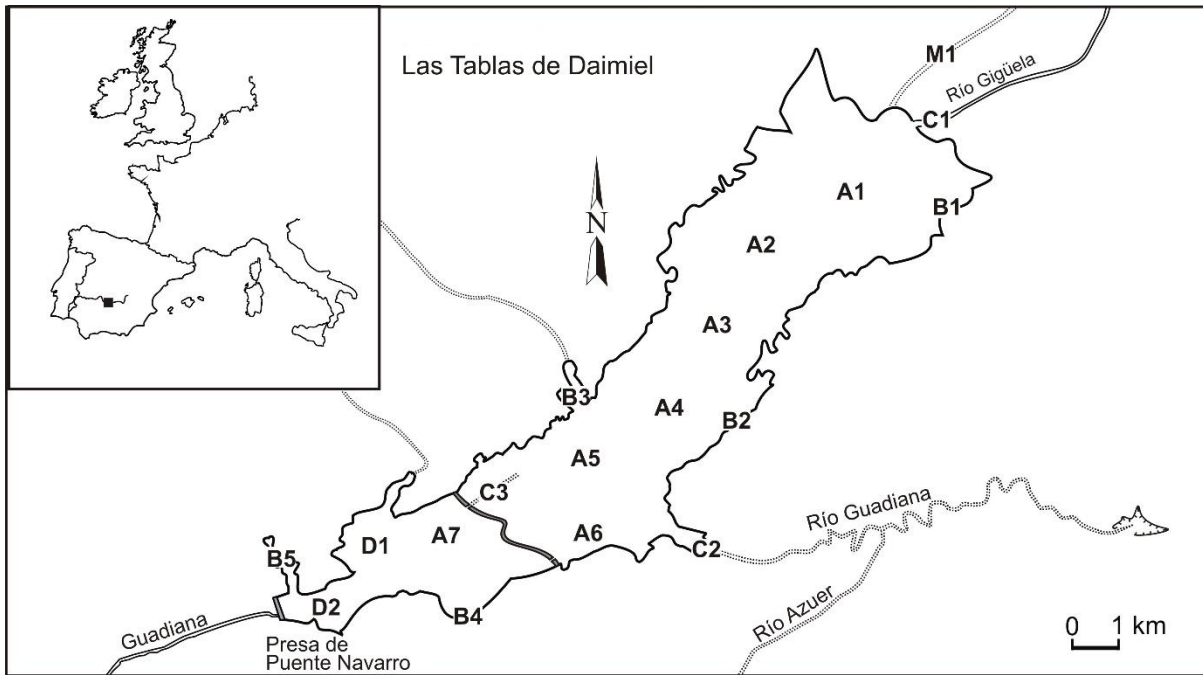 Las Tablas de Daimiel
M1
Río Gigüela
C1
A1
B1
N
A2
A3
B3
A4
B2
A5
C3
Río Guadiana
A7
A6
D1
C2
B5
D2
B4
Guadiana
Río Azuer
Presa de
Puente Navarro
0 1 km